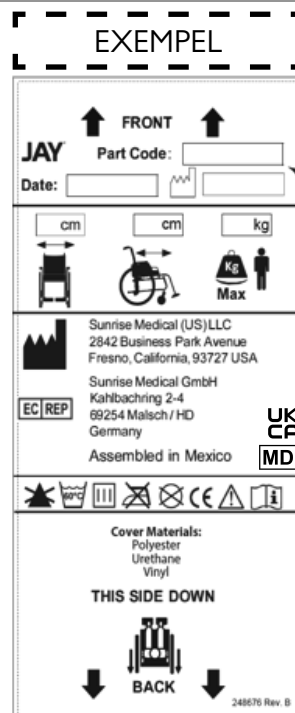 EXEMPEL
FRONT
JAY
Part Code:
Date:
cm
cm
kg
Kg
Max
Sunrise Medical (US) LLC
2842 Business Park Avenue
Fresno, California, 93727 USA
Sunrise Medical GmbH
Kahlbachring 2-4
EC REP
69254 Malsch / HD
Germany
UK
CA
Assembled in Mexico
MD
60°C
CE
Cover Materials:
Polyester
Urethane
Vinyl
THIS SIDE DOWN
BACK
248676 Rev. B